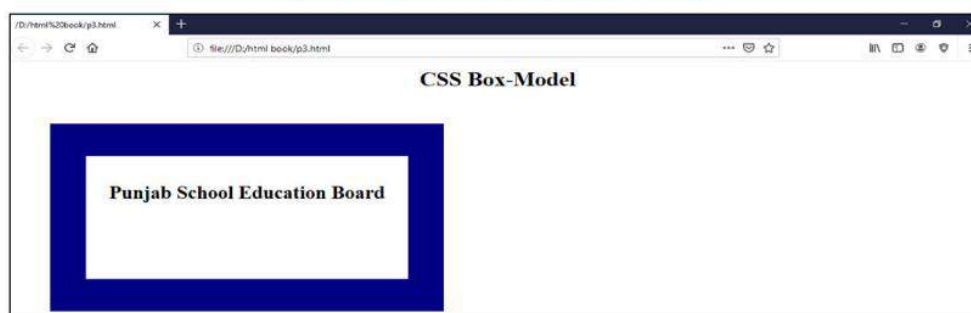 /D:/html%20book/p3.html
file:///D:/html book/p3.html
CSS Box-Model
Punjab School Education Board